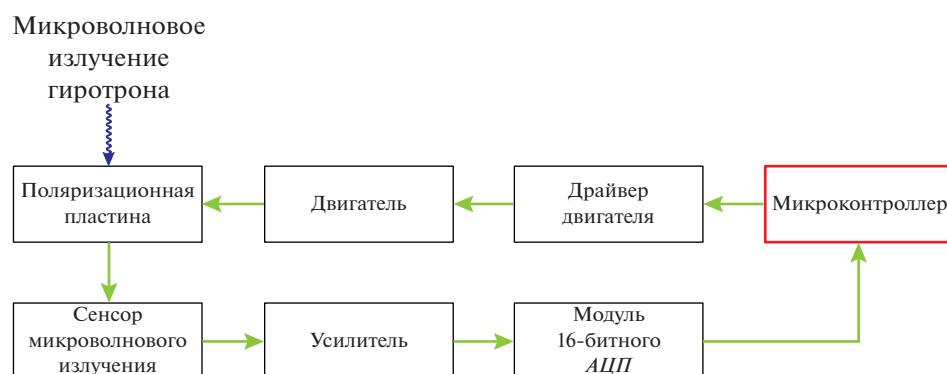 Микроволновое
излучение
гиротрона
Поляризационная
пластина
Двигатель
Драйвер
двигателя
Микроконтроллер
Сенсор
микроволнового
излучения
Усилитель
Модуль
16-битного
АЦП